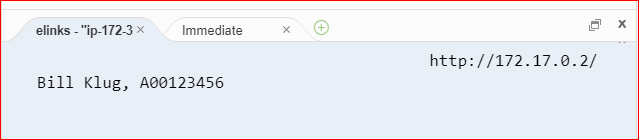 elinks - "ip-172-3
Immediate
http://172.17.0.2/
Bill Klug, A00123456